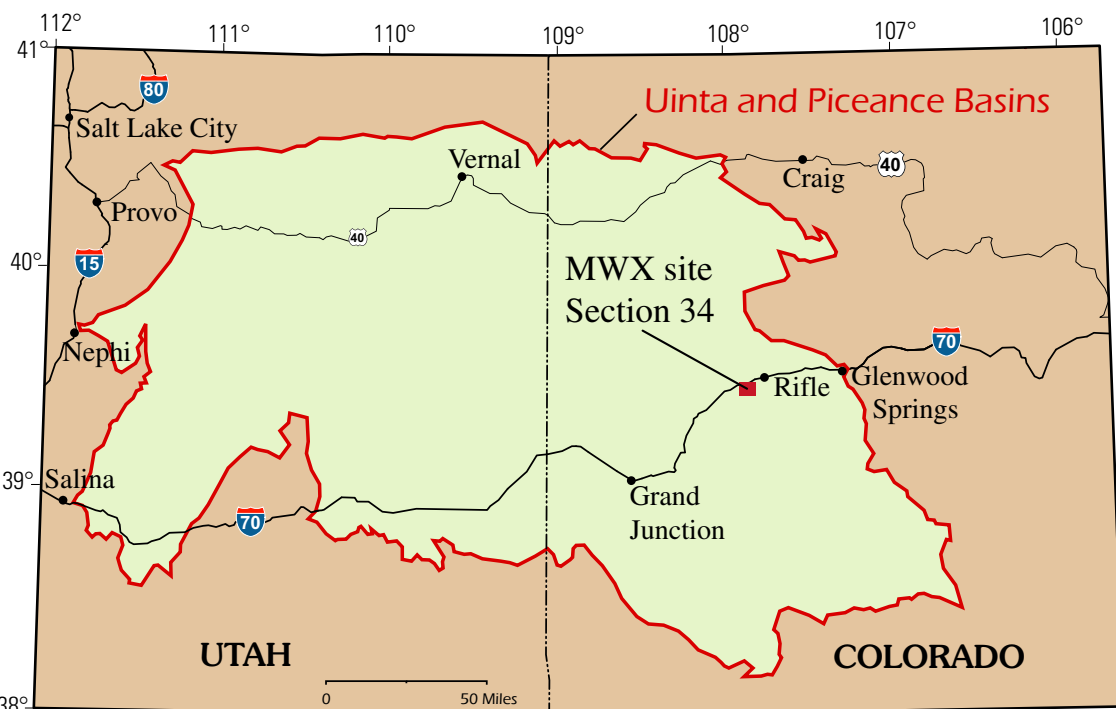 112°
111°
110°
109°
108°
107°
106°
41°
80
Salt Lake City
Uinta and Piceance Basins
Vernal
Craig
40
Provo
40
15
40°
MWX site
Section 34
Nephi
70
Rifle
Glenwood
Springs
39°
Salina
Grand
Junction
70
UTAH
COLORADO
0
50 Miles
38°